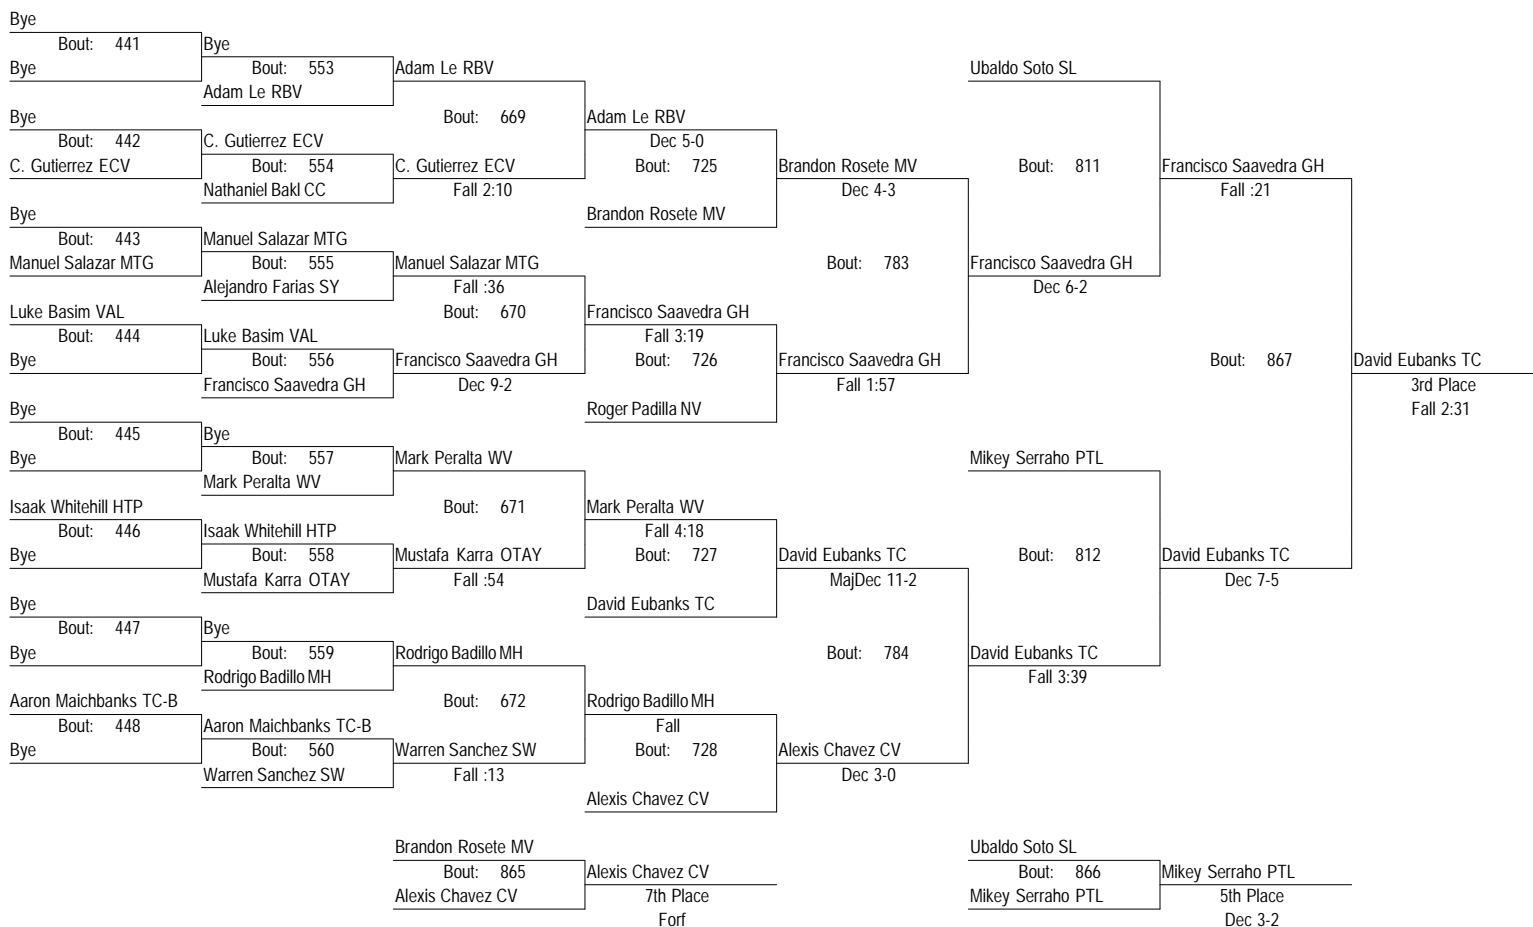 Bye
Bout: 441
Bye
Bye
Bout: 553
Adam Le RBV
Adam Le RBV
Bye
Bout: 442
C. Gutierrez ECV
C. Gutierrez ECV
Bout: 554
Nathaniel Bakl CC
Bout: 669
C. Gutierrez ECV
Fall 2:10
Adam Le RBV
Dec 5-0
Bout: 725
Brandon Rosete MV
Brandon Rosete MV
Dec 4-3
Bye
Bout: 443
Manuel Salazar MTG
Manuel Salazar MTG
Bout: 555
Alejandro Farias SY
Manuel Salazar MTG
Fall :36
Bout: 670
Luke Basim VAL
Bout: 444
Bye
Luke Basim VAL
Bout: 556
Francisco Saavedra GH
Francisco Saavedra GH
Dec 9-2
Francisco Saavedra GH
Fall 3:19
Bout: 726
Roger Padilla NV
Francisco Saavedra GH
Fall 1:57
Bout: 783
Francisco Saavedra GH
Dec 6-2
Ubaldo Soto SL
Bout: 811
Francisco Saavedra GH
Fall :21
Bye
Bout: 445
Bye
Bye
Bout: 557
Mark Peralta WV
Mark Peralta WV
Bout: 671
Isaak Whitehill HTP
Bout: 446
Bye
Isaak Whitehill HTP
Bout: 558
Mustafa Karra OTAY
Mustafa Karra OTAY
Fall :54
Mark Peralta WV
Fall 4:18
Bout: 727
David Eubanks TC
David Eubanks TC
MajDec 11-2
Bye
Bout: 447
Bye
Bye
Bout: 559
Rodrigo Badillo MH
Rodrigo Badillo MH
Bout: 672
Aaron Maichbanks TC-B
Bout: 448
Bye
Aaron Maichbanks TC-B
Bout: 560
Warren Sanchez SW
Warren Sanchez SW
Fall :13
Rodrigo Badillo MH
Fall
Bout: 728
Alexis Chavez CV
Alexis Chavez CV
Dec 3-0
Bout: 784
David Eubanks TC
Fall 3:39
Mikey Serraho PTL
Bout: 812
David Eubanks TC
Dec 7-5
Bout: 867
David Eubanks TC
3rd Place
Fall 2:31
Brandon Rosete MV
Bout: 865
Alexis Chavez CV
Alexis Chavez CV
7th Place
Forf
Ubaldo Soto SL
Bout: 866
Mikey Serraho PTL
Mikey Serraho PTL
5th Place
Dec 3-2